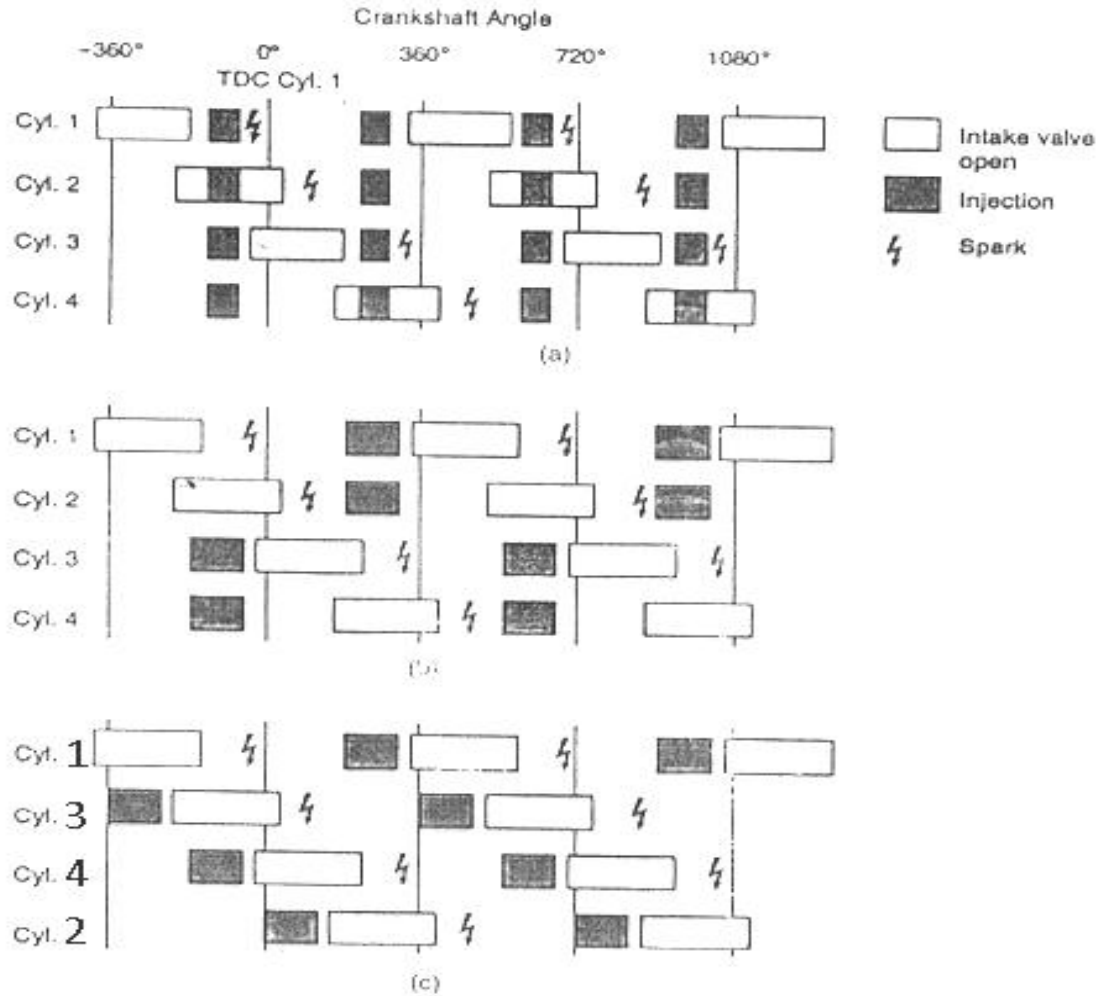 Crankshaft Angle
-360° 0° 360° 720° 1080°
TDC Cyl. 1
Cyl. 1
Cyl. 2
Cyl. 3
Cyl. 4
Intake valve
open
Injection
Spark
(a)
Cyl. 1
Cyl. 2
Cyl. 3
Cyl. 4
(b)
Cyl. 1
Cyl. 3
Cyl. 4
Cyl. 2
(c)